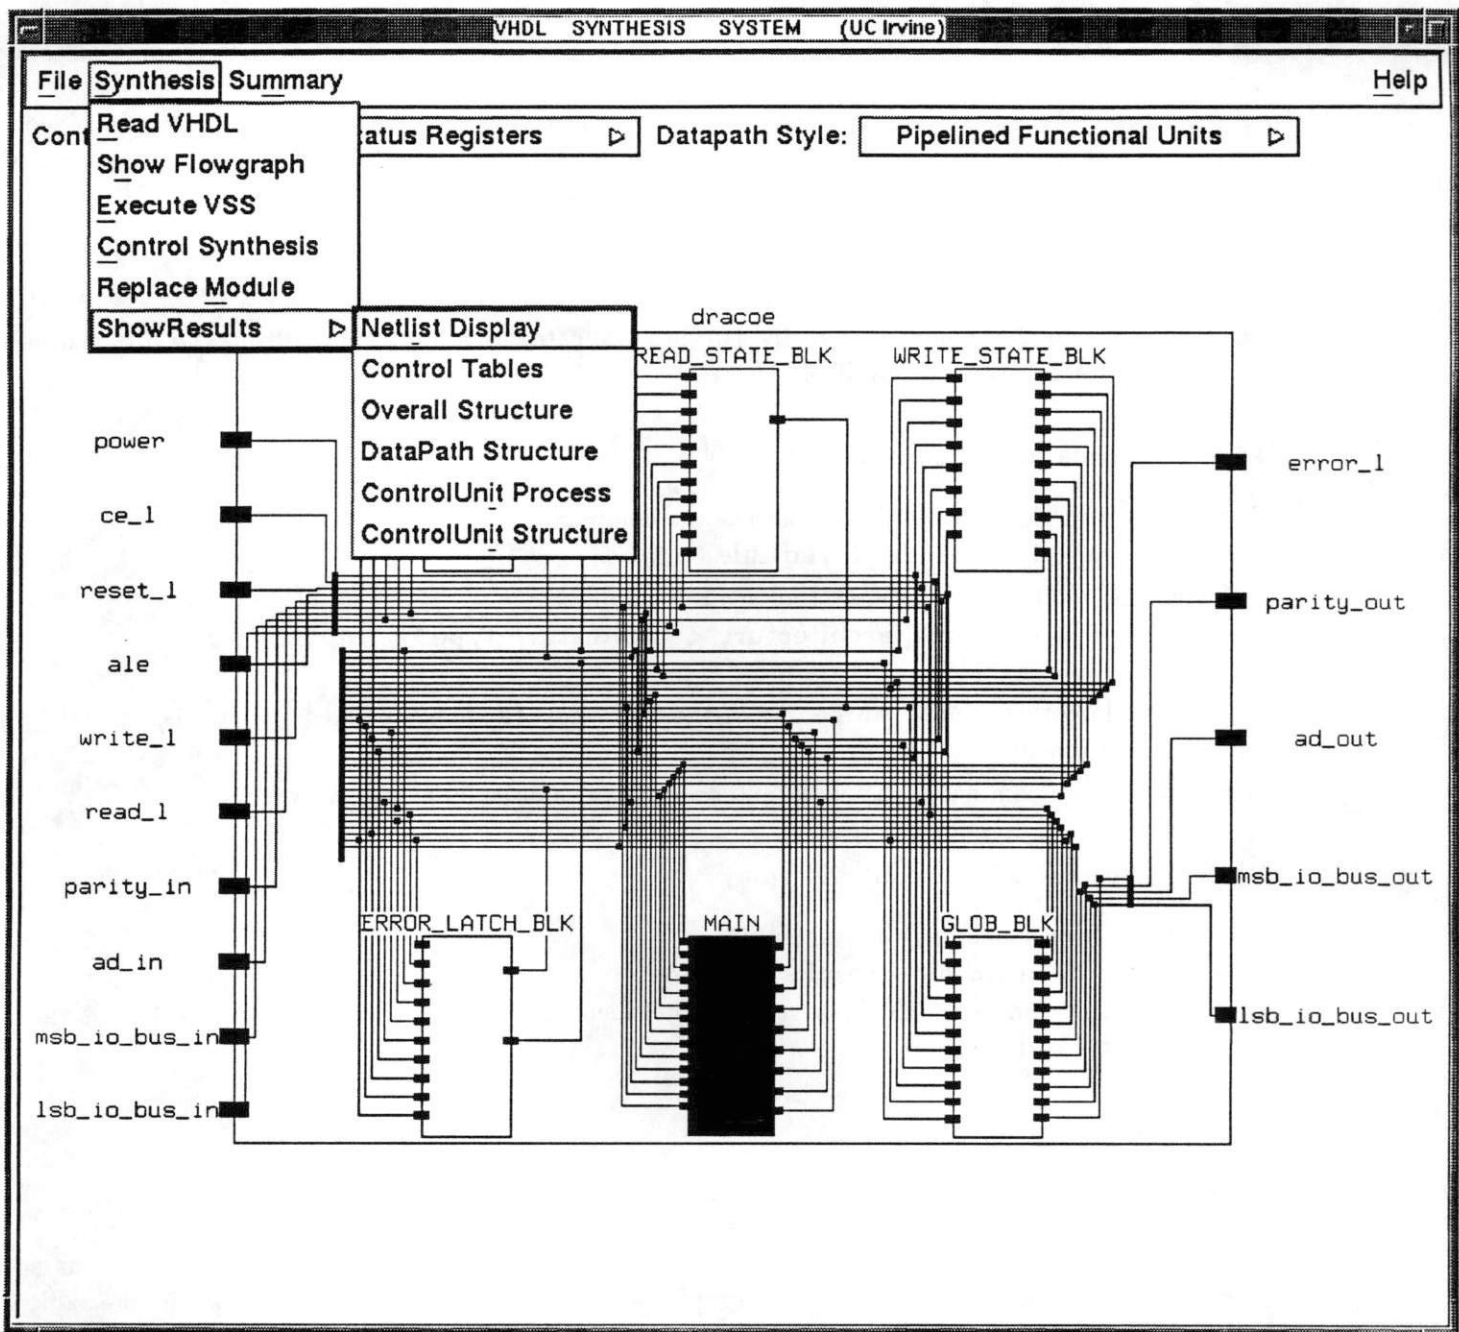 VHDL SYNTHESIS SYSTEM (UC Irvine)
File Synthesis Summary Help
Read VHDL
Show Flowgraph
Execute VSS
Control Synthesis
Replace Module
ShowResults
Registers
Datapath Style: Pipelined Functional Units
Netlist Display
Control Tables
Overall Structure
DataPath Structure
ControlUnit Process
ControlUnit Structure
dracoe
READ_STATE_BLK
WRITE_STATE_BLK
power
ce_l
reset_l
ale
write_l
read_l
parity_in
ad_in
msb_io_bus_in
lsb_io_bus_in
ERROR_LATCH_BLK
MAIN
GLOB_BLK
error_l
parity_out
ad_out
msb_io_bus_out
lsb_io_bus_out